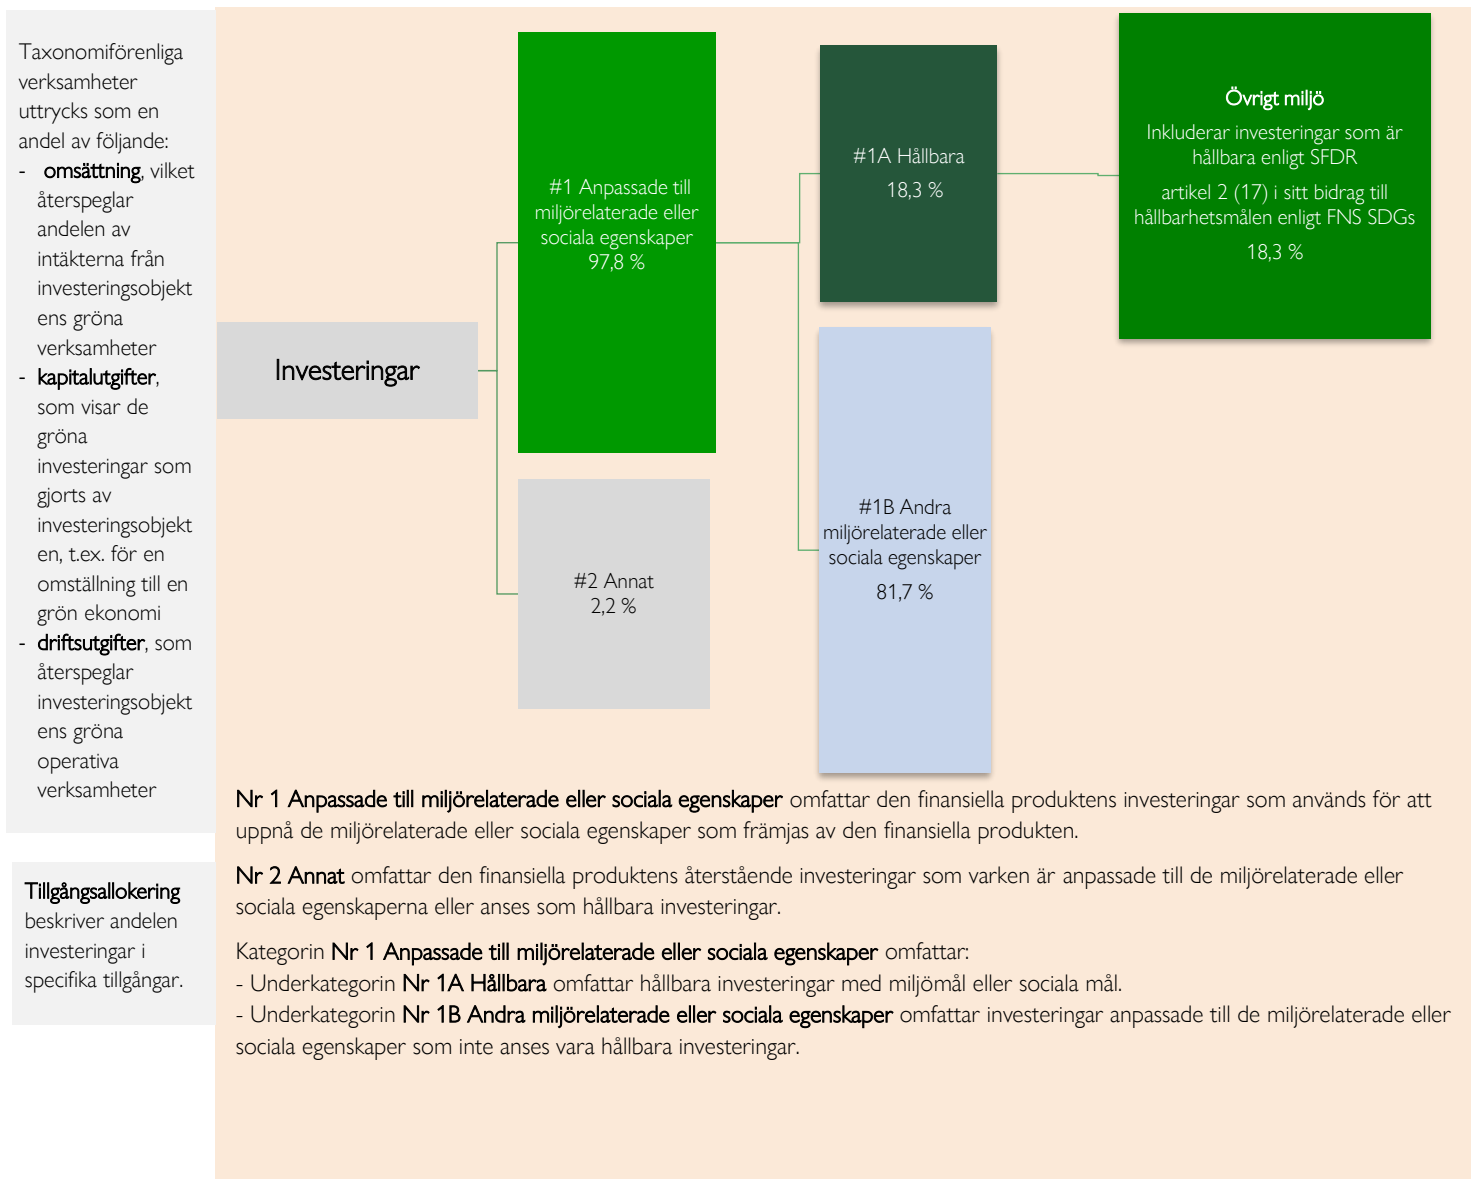 Taxonomiförenliga
verksamheter
uttrycks som en
andel av följande:
- omsättning, vilket
återspeglar
andelen av
intäkterna från
investeringsobjekt
ens gröna
verksamheter
- kapitalutgifter,
som visar de
gröna
investeringar som
gjorts av
investeringsobjekt
en, t.ex. för en
omställning till en
grön ekonomi
- driftsutgifter, som
återspeglar
investeringsobjekt
ens gröna
operativa
verksamheter
Tillgångsallokering
beskriver andelen
investeringar i
specifika tillgångar.
Investeringar
#1 Anpassade till
miljörelaterade eller
sociala egenskaper
97,8 %
#2 Annat
2,2 %
#1A Hållbara
18,3 %
#1B Andra
miljörelaterade eller
sociala egenskaper
81,7 %
Övrigt miljö
Inkluderar investeringar som är
hållbara enligt SFDR
artikel 2 (17) i sitt bidrag till
hållbarhetsmålen enligt FNS SDGs
18,3 %
Nr 1 Anpassade till miljörelaterade eller sociala egenskaper omfattar den finansiella produktens investeringar som används för att
uppnå de miljörelaterade eller sociala egenskaper som främjas av den finansiella produkten.
Nr 2 Annat omfattar den finansiella produktens återstående investeringar som varken är anpassade till de miljörelaterade eller
sociala egenskaperna eller anses som hållbara investeringar.
Kategorin Nr 1 Anpassade till miljörelaterade eller sociala egenskaper omfattar:
- Underkategorin Nr 1A Hållbara omfattar hållbara investeringar med miljömål eller sociala mål.
- Underkategorin Nr 1B Andra miljörelaterade eller sociala egenskaper omfattar investeringar anpassade till de miljörelaterade eller
sociala egenskaper som inte anses vara hållbara investeringar.